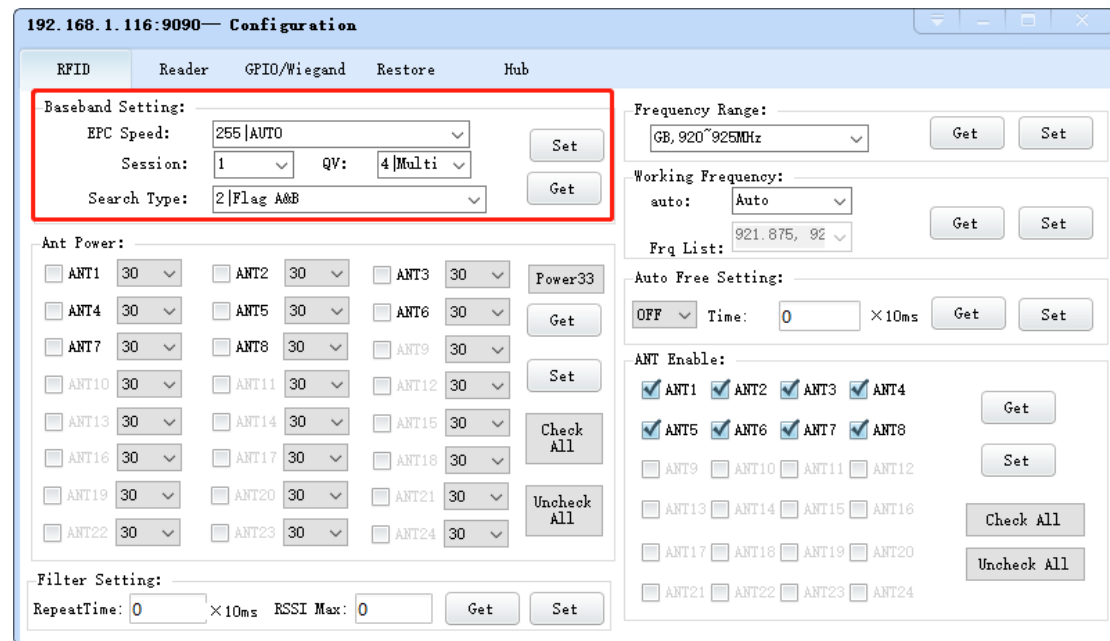 192.168.1.116:9090— Configuration
RFID Reader GPIO/Wiegand Restore Hub
Baseband Setting:
EPC Speed: 255|AUTO
Session: 1 QV: 4|Multi
Search Type: 2|Flag A&B
Set
Get
Ant Power:
ANT1 30 ANT2 30 ANT3 30
ANT4 30 ANT5 30 ANT6 30
ANT7 30 ANT8 30 ANT9 30
ANT10 30 ANT11 30 ANT12 30
ANT13 30 ANT14 30 ANT15 30
ANT16 30 ANT17 30 ANT18 30
ANT19 30 ANT20 30 ANT21 30
ANT22 30 ANT23 30 ANT24 30
Power33
Get
Set
Check
All
Uncheck
All
Filter Setting:
RepeatTime: 0 ×10ms RSSI Max: 0 Get Set
Frequency Range:
GB,920~925MHz Get Set
Working Frequency:
auto: Auto
Frq List: 921.875, 92
Get Set
Auto Free Setting:
OFF Time: 0 ×10ms Get Set
ANT Enable:
ANT1 ANT2 ANT3 ANT4
ANT5 ANT6 ANT7 ANT8
ANT9 ANT10 ANT11 ANT12
ANT13 ANT14 ANT15 ANT16
ANT17 ANT18 ANT19 ANT20
ANT21 ANT22 ANT23 ANT24
Get
Set
Check All
Uncheck All